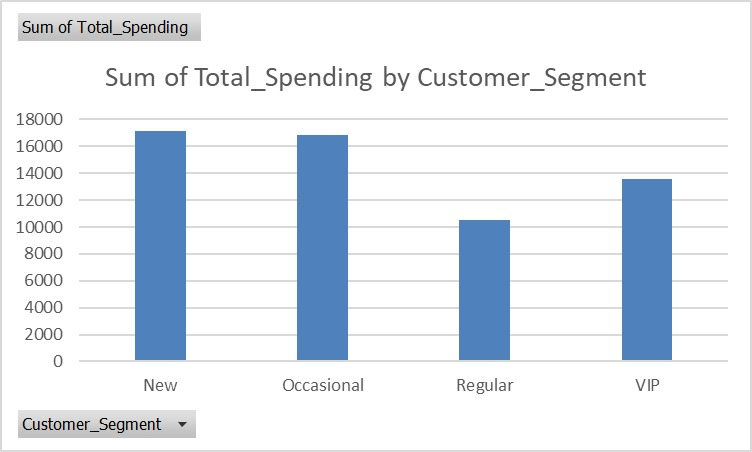 Sum of Total_Spending
Sum of Total_Spending by Customer_Segment
18000
16000
14000
12000
10000
8000
6000
4000
2000
0
New Occasional Regular VIP
Customer_Segment